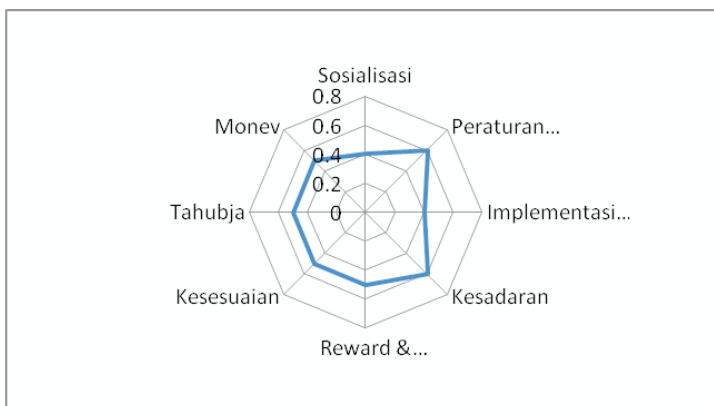 Sosialisasi
0.8
0.6
0.4
0.2
0
Peraturan...
Implementasi...
Kesadaran
Reward &...
Kesesuaian
Tahubja
Monev